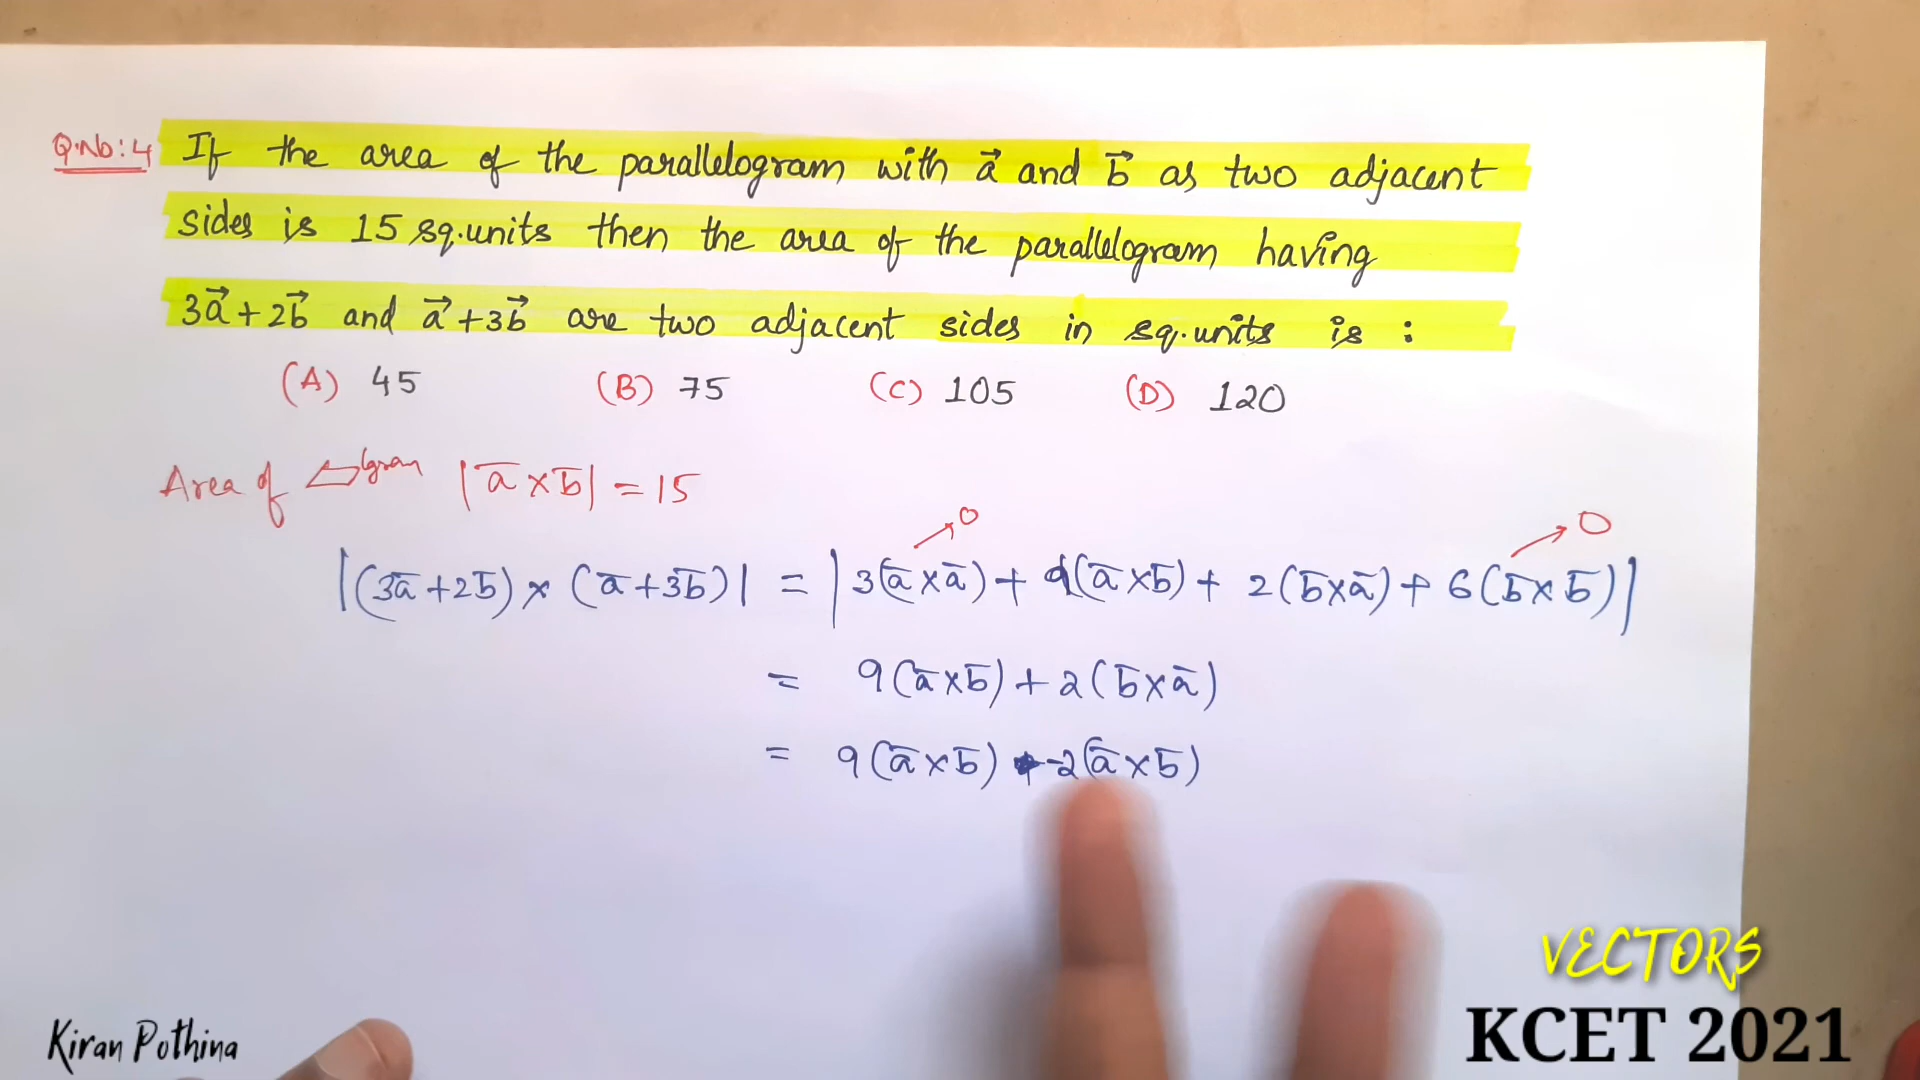 Q.No:4 If the area of the parallelogram with a⃗ and b⃗ as two adjacent
sides is 15 sq.units then the area of the parallelogram having
3a⃗+2b⃗ and a⃗+3b⃗ are two adjacent sides in sq.units is :
(A) 45 (B) 75 (C) 105 (D) 120
Area of ▱gram |a̅×b̅| = 15
0 0
|(3a̅+2b̅)×(a̅+3b̅)| = |3(a̅×a̅)+9(a̅×b̅)+2(b̅×a̅)+6(b̅×b̅)|
= 9(a̅×b̅)+2(b̅×a̅)
= 9(a̅×b̅) -2(a̅×b̅)
VECTORS
KCET 2021
Kiran Pothina